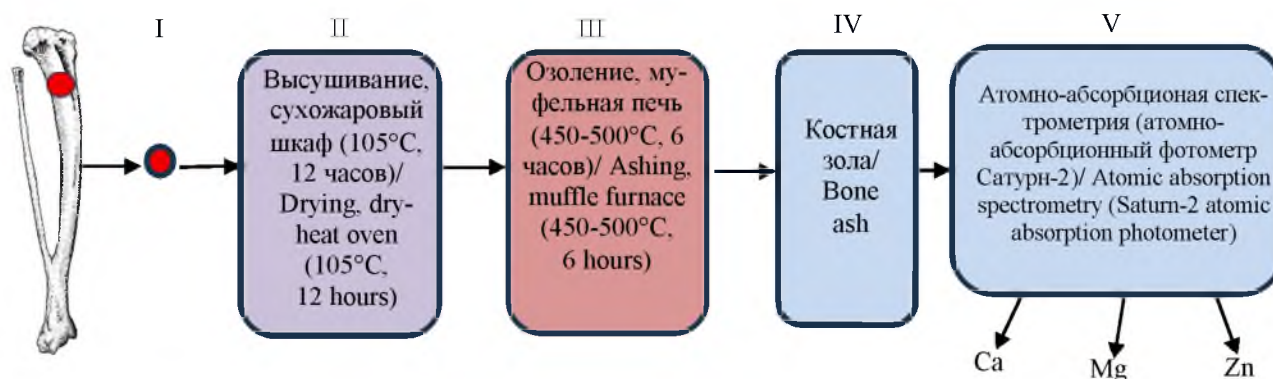 I
II
III
IV
V
Высушивание,
сухожаровый
шкаф (105°C,
12 часов)/
Drying, dry-
heat oven
(105°C,
12 hours)
Озоление, му-
фельная печь
(450-500°C, 6
часов)/ Ashing,
muffle furnace
(450-500°C,
6 hours)
Костная
зола/
Bone
ash
Атомно-абсорбционая спек-
трометрия (атомно-
абсорбционный фотометр
Сатурн-2)/ Atomic absorption
spectrometry (Saturn-2 atomic
absorption photometer)
Ca
Mg
Zn